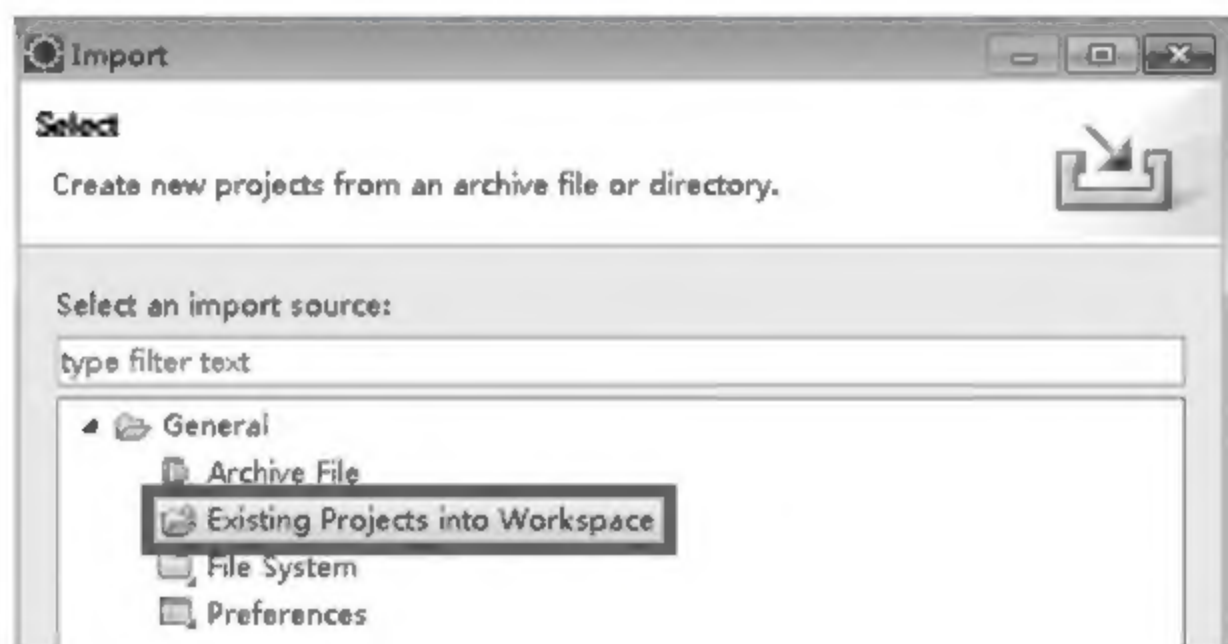 Import
Select
Create new projects from an archive file or directory.
Select an import source:
type filter text
General
Archive File
Existing Projects into Workspace
File System
Preferences